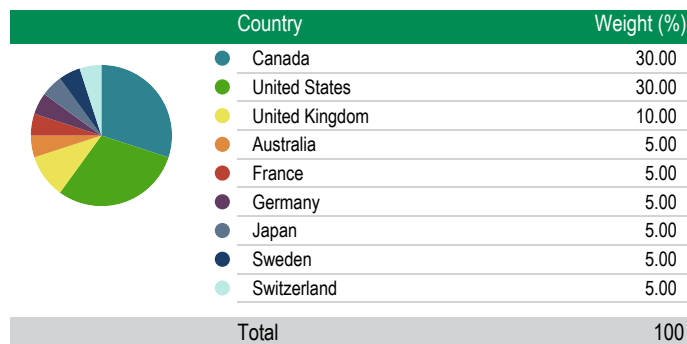 Country Weight (%)
Canada 30.00
United States 30.00
United Kingdom 10.00
Australia 5.00
France 5.00
Germany 5.00
Japan 5.00
Sweden 5.00
Switzerland 5.00
Total 100